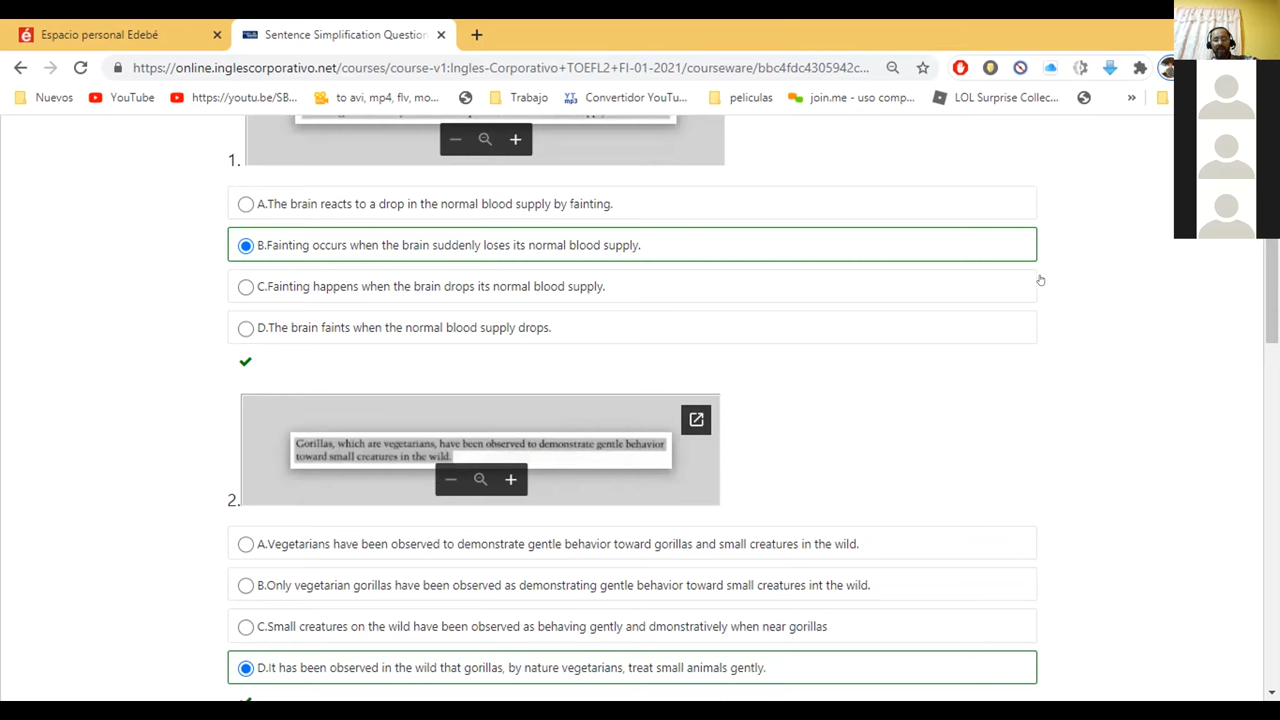 Espacio personal Edebé
Sentence Simplification Question
https://online.inglescorporativo.net/courses/course-v1:Ingles-Corporativo+TOEFL2+FI-01-2021/courseware/bbc4fdc4305942c...
Nuevos
YouTube
https://youtu.be/SB...
to avi, mp4, flv, mo...
Trabajo
Convertidor YouTu...
peliculas
join.me - uso comp...
LOL Surprise Collec...
»
1.
A.The brain reacts to a drop in the normal blood supply by fainting.
B.Fainting occurs when the brain suddenly loses its normal blood supply.
C.Fainting happens when the brain drops its normal blood supply.
D.The brain faints when the normal blood supply drops.
Gorillas, which are vegetarians, have been observed to demonstrate gentle behavior
toward small creatures in the wild.
2.
A.Vegetarians have been observed to demonstrate gentle behavior toward gorillas and small creatures in the wild.
B.Only vegetarian gorillas have been observed as demonstrating gentle behavior toward small creatures int the wild.
C.Small creatures on the wild have been observed as behaving gently and dmonstratively when near gorillas
D.It has been observed in the wild that gorillas, by nature vegetarians, treat small animals gently.